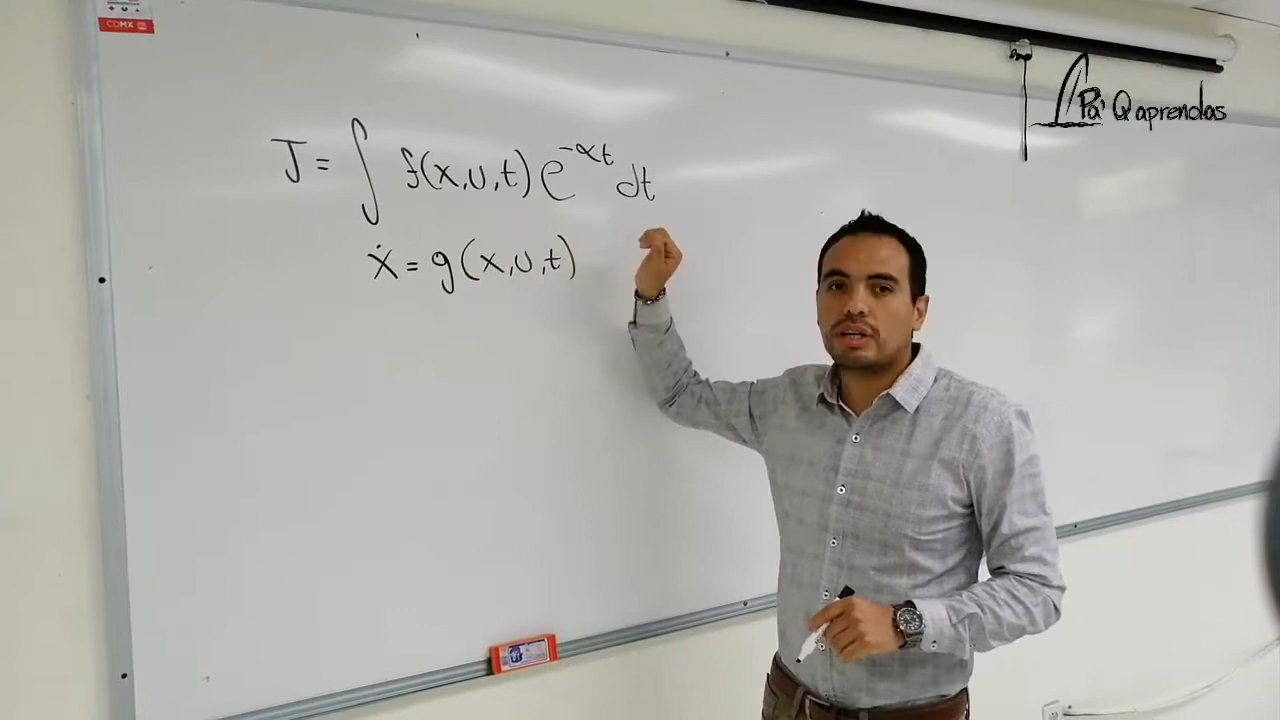 CDMX
Pa' Q aprendas
J = ∫ f(x,u,t) e^{-αt} dt
ẋ = g(x,u,t)